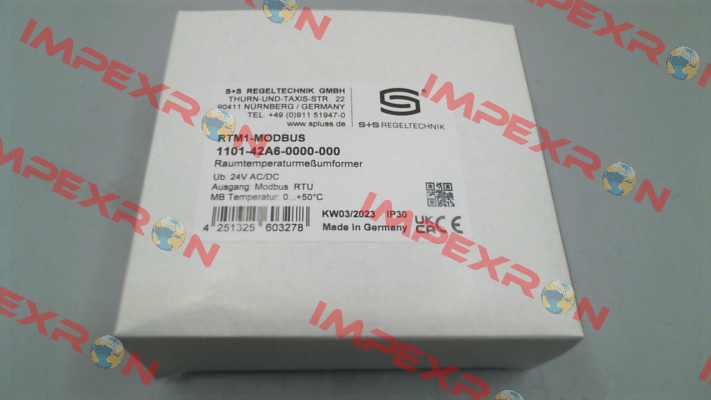 S+S REGELTECHNIK GMBH
THURN-UND-TAXIS-STR. 22
90411 NÜRNBERG / GERMANY
TEL. +49 (0)911 51947-0
www.spluss.de
S+S REGELTECHNIK
RTM1-MODBUS
1101-42A6-0000-000
Raumtemperaturmeßumformer
Ub: 24V AC/DC
Ausgang: Modbus RTU
MB Temperatur: 0...+50°C
KW03/2023 IP30
UK CA CE
Made in Germany
4 251325 603278
IMPEXRON
IMPEXRON
IMPEXRON
IMPEXRON
IMPEXRON
IMPEXRON